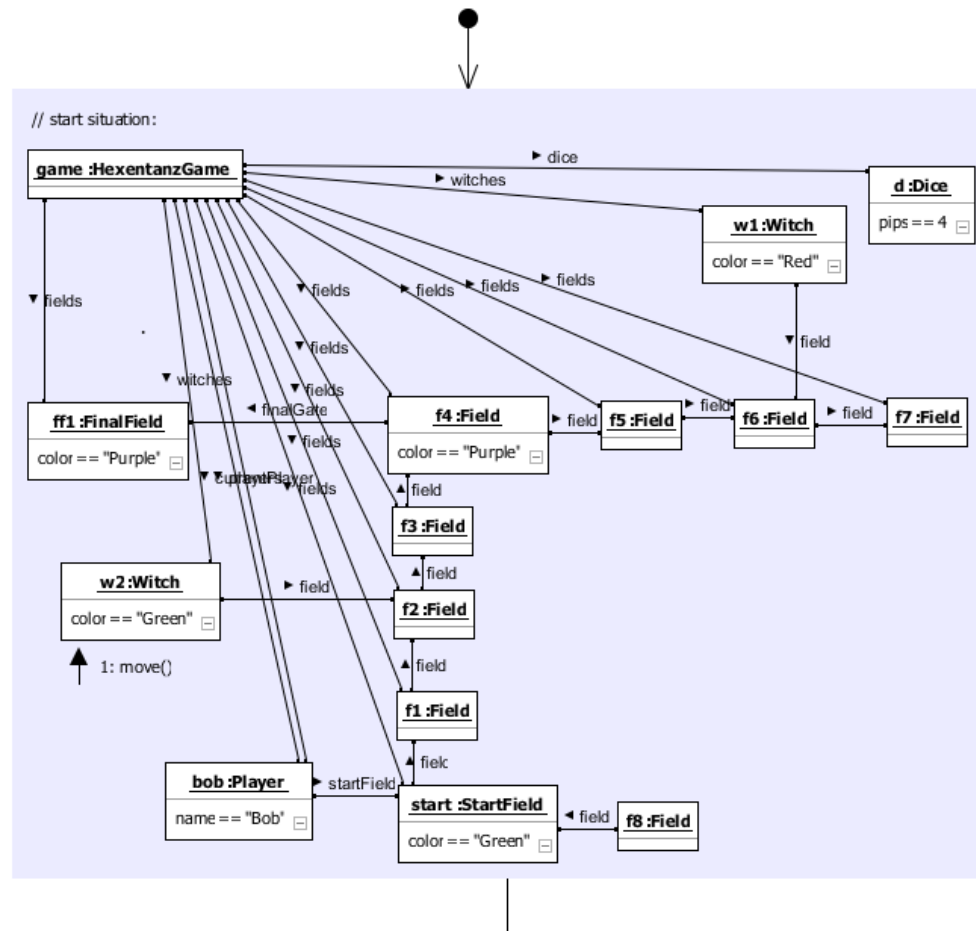 // start situation:
game :HexentanzGame
dice
witches
d :Dice
pips == 4
w1:Witch
color == "Red"
fields
fields
fields
fields
fields
field
fields
witches
fields
finalGate
ff1 :FinalField
color == "Purple"
f4 :Field
color == "Purple"
field
f5 :Field
field
f6 :Field
field
f7 :Field
fields
currentPlayer
players
fields
field
f3 :Field
field
w2:Witch
color == "Green"
field
f2 :Field
1: move()
field
f1 :Field
field
bob :Player
name == "Bob"
startField
start :StartField
color == "Green"
field
f8 :Field